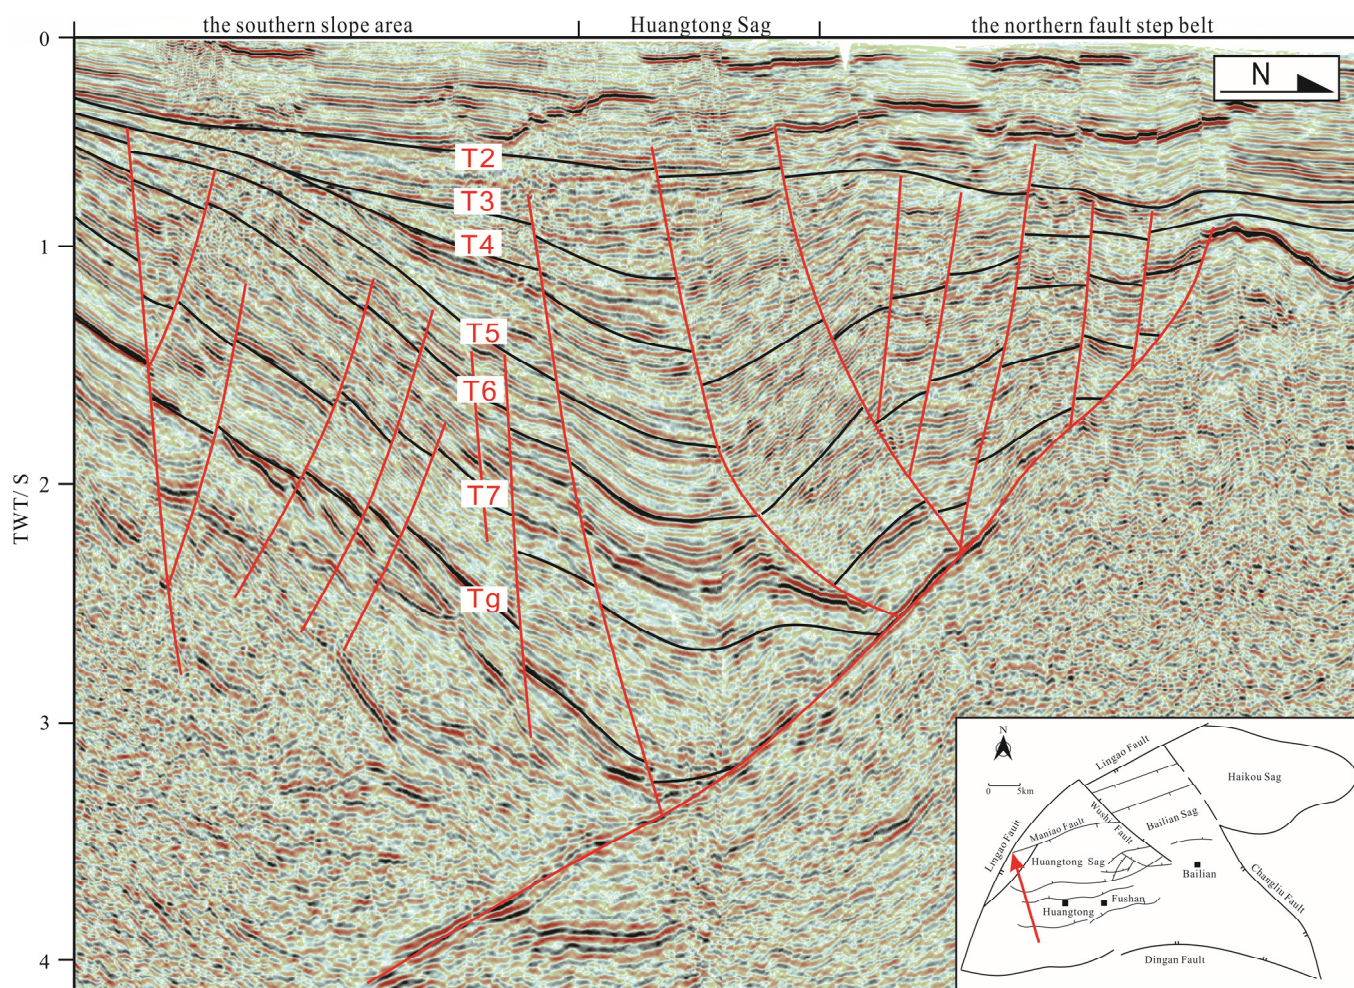 the southern slope area
Huangtong Sag
the northern fault step belt
0
N
T2
T3
1
T4
T5
T6
2
T7
TWT/ S
Tg
3
4
N
0 5km
Lingao Fault
Haikou Sag
Wushi Fault
Bailian Sag
Maniao Fault
Lingao Fault
Huangtong Sag
Bailian
Changliu Fault
Fushan
Huangtong
Dingan Fault